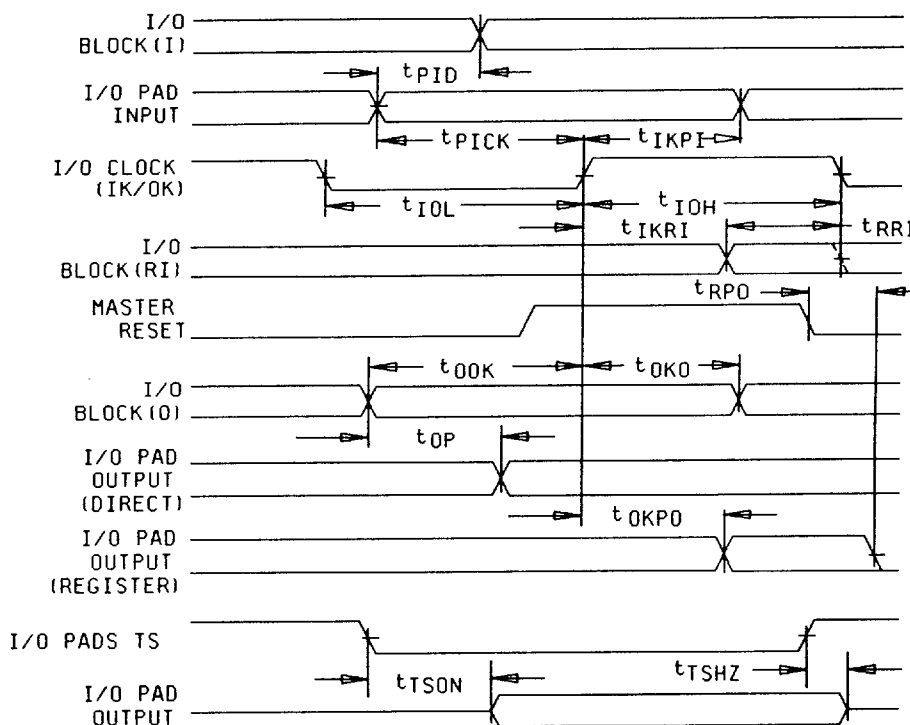 I/O
BLOCK(I)
tPID
I/O PAD
INPUT
tPICK
tIKPI
I/O CLOCK
(IK/OK)
tIOL
tIOH
tIKRI
tRRI
I/O
BLOCK(RI)
tRPO
MASTER
RESET
tOOK
tOKO
I/O
BLOCK(O)
tOP
I/O PAD
OUTPUT
(DIRECT)
tOKPO
I/O PAD
OUTPUT
(REGISTER)
I/O PADS TS
tTSON
tTSHZ
I/O PAD
OUTPUT